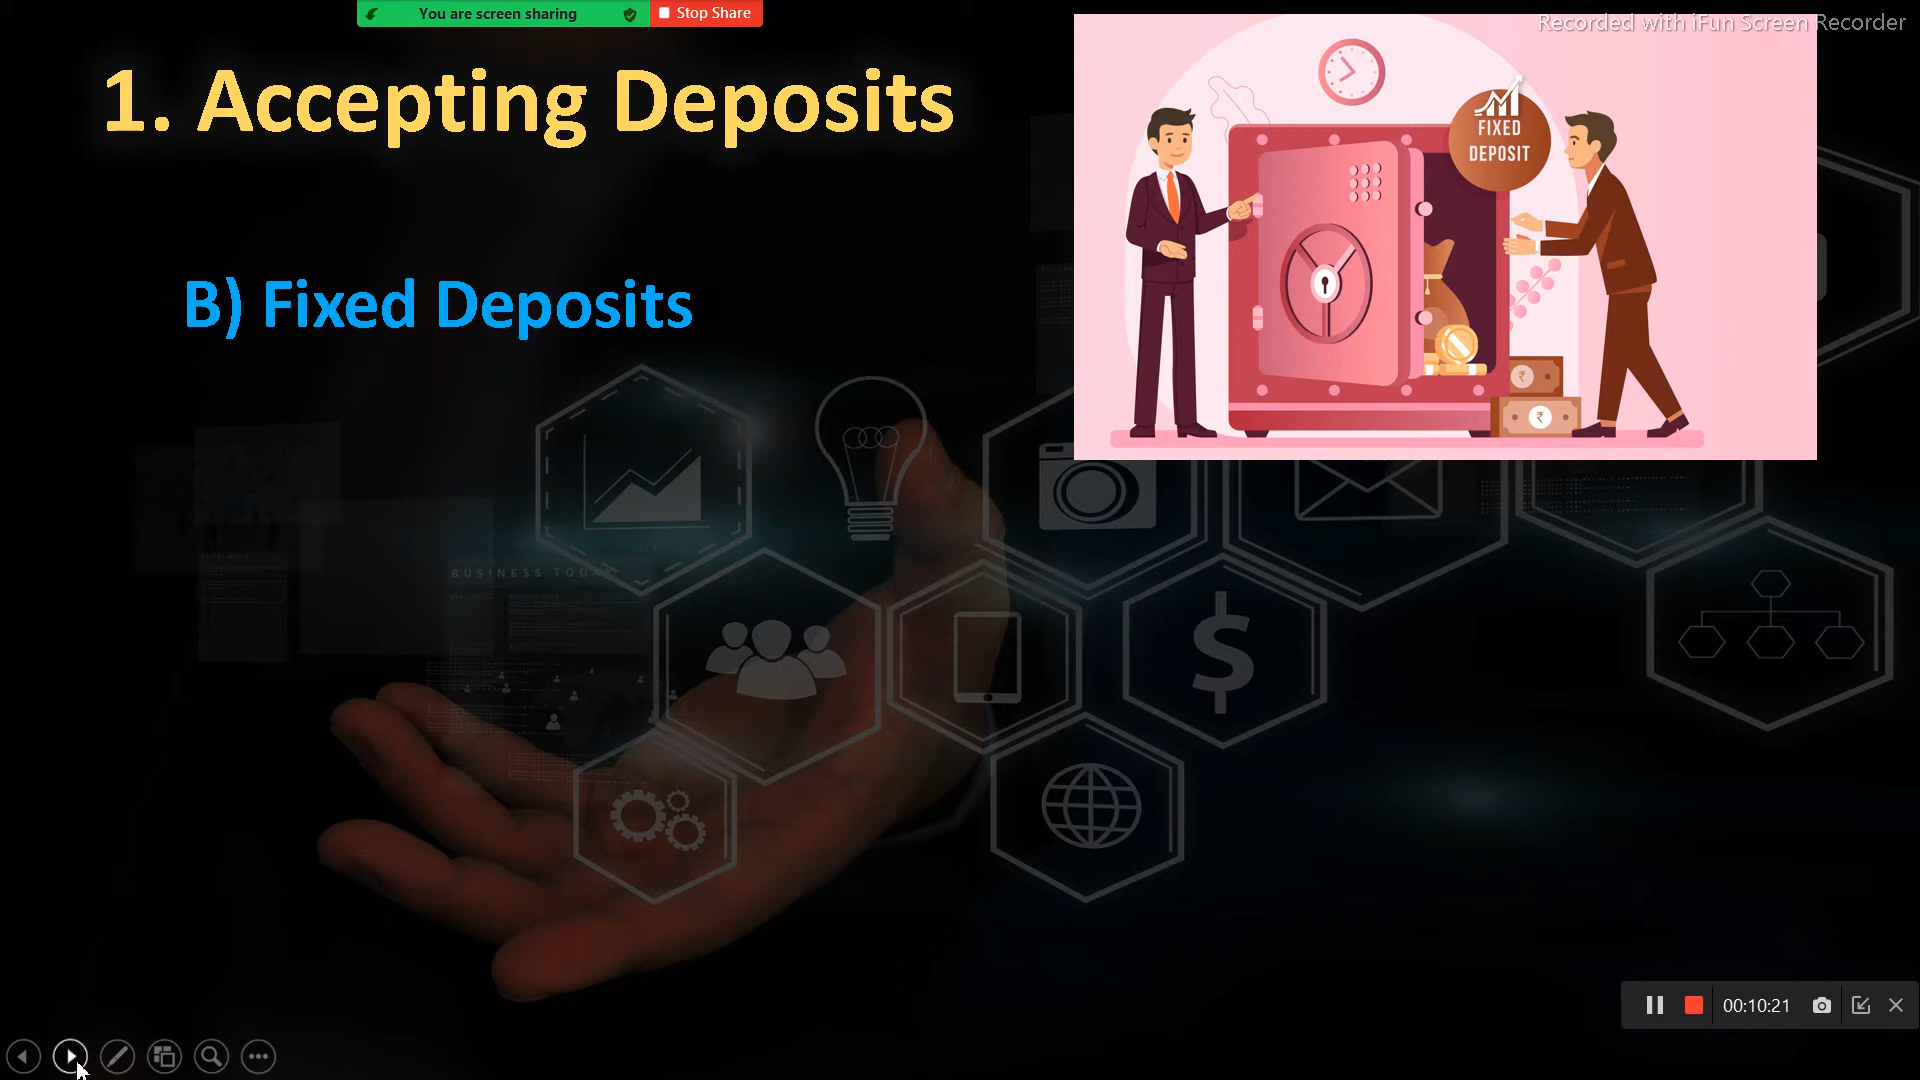 You are screen sharing
Stop Share
Recorded with iFun Screen Recorder
1. Accepting Deposits
FIXED
DEPOSIT
B) Fixed Deposits
₹
₹
BUSINESS TODAY
$
00:10:21